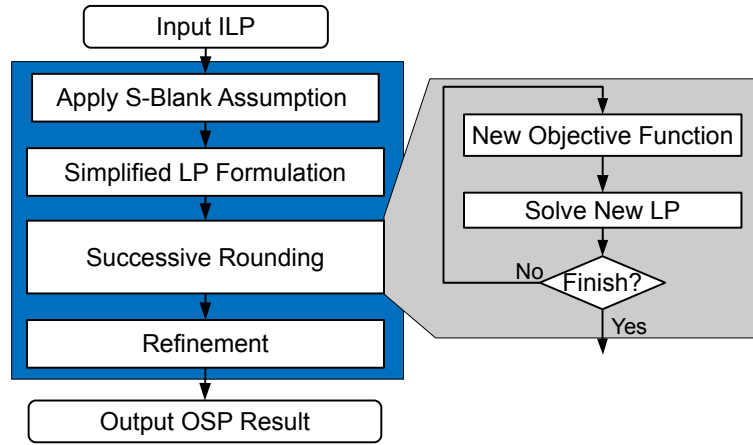 Input ILP
Apply S-Blank Assumption
Simplified LP Formulation
Successive Rounding
Refinement
Output OSP Result
New Objective Function
Solve New LP
Finish?
No
Yes